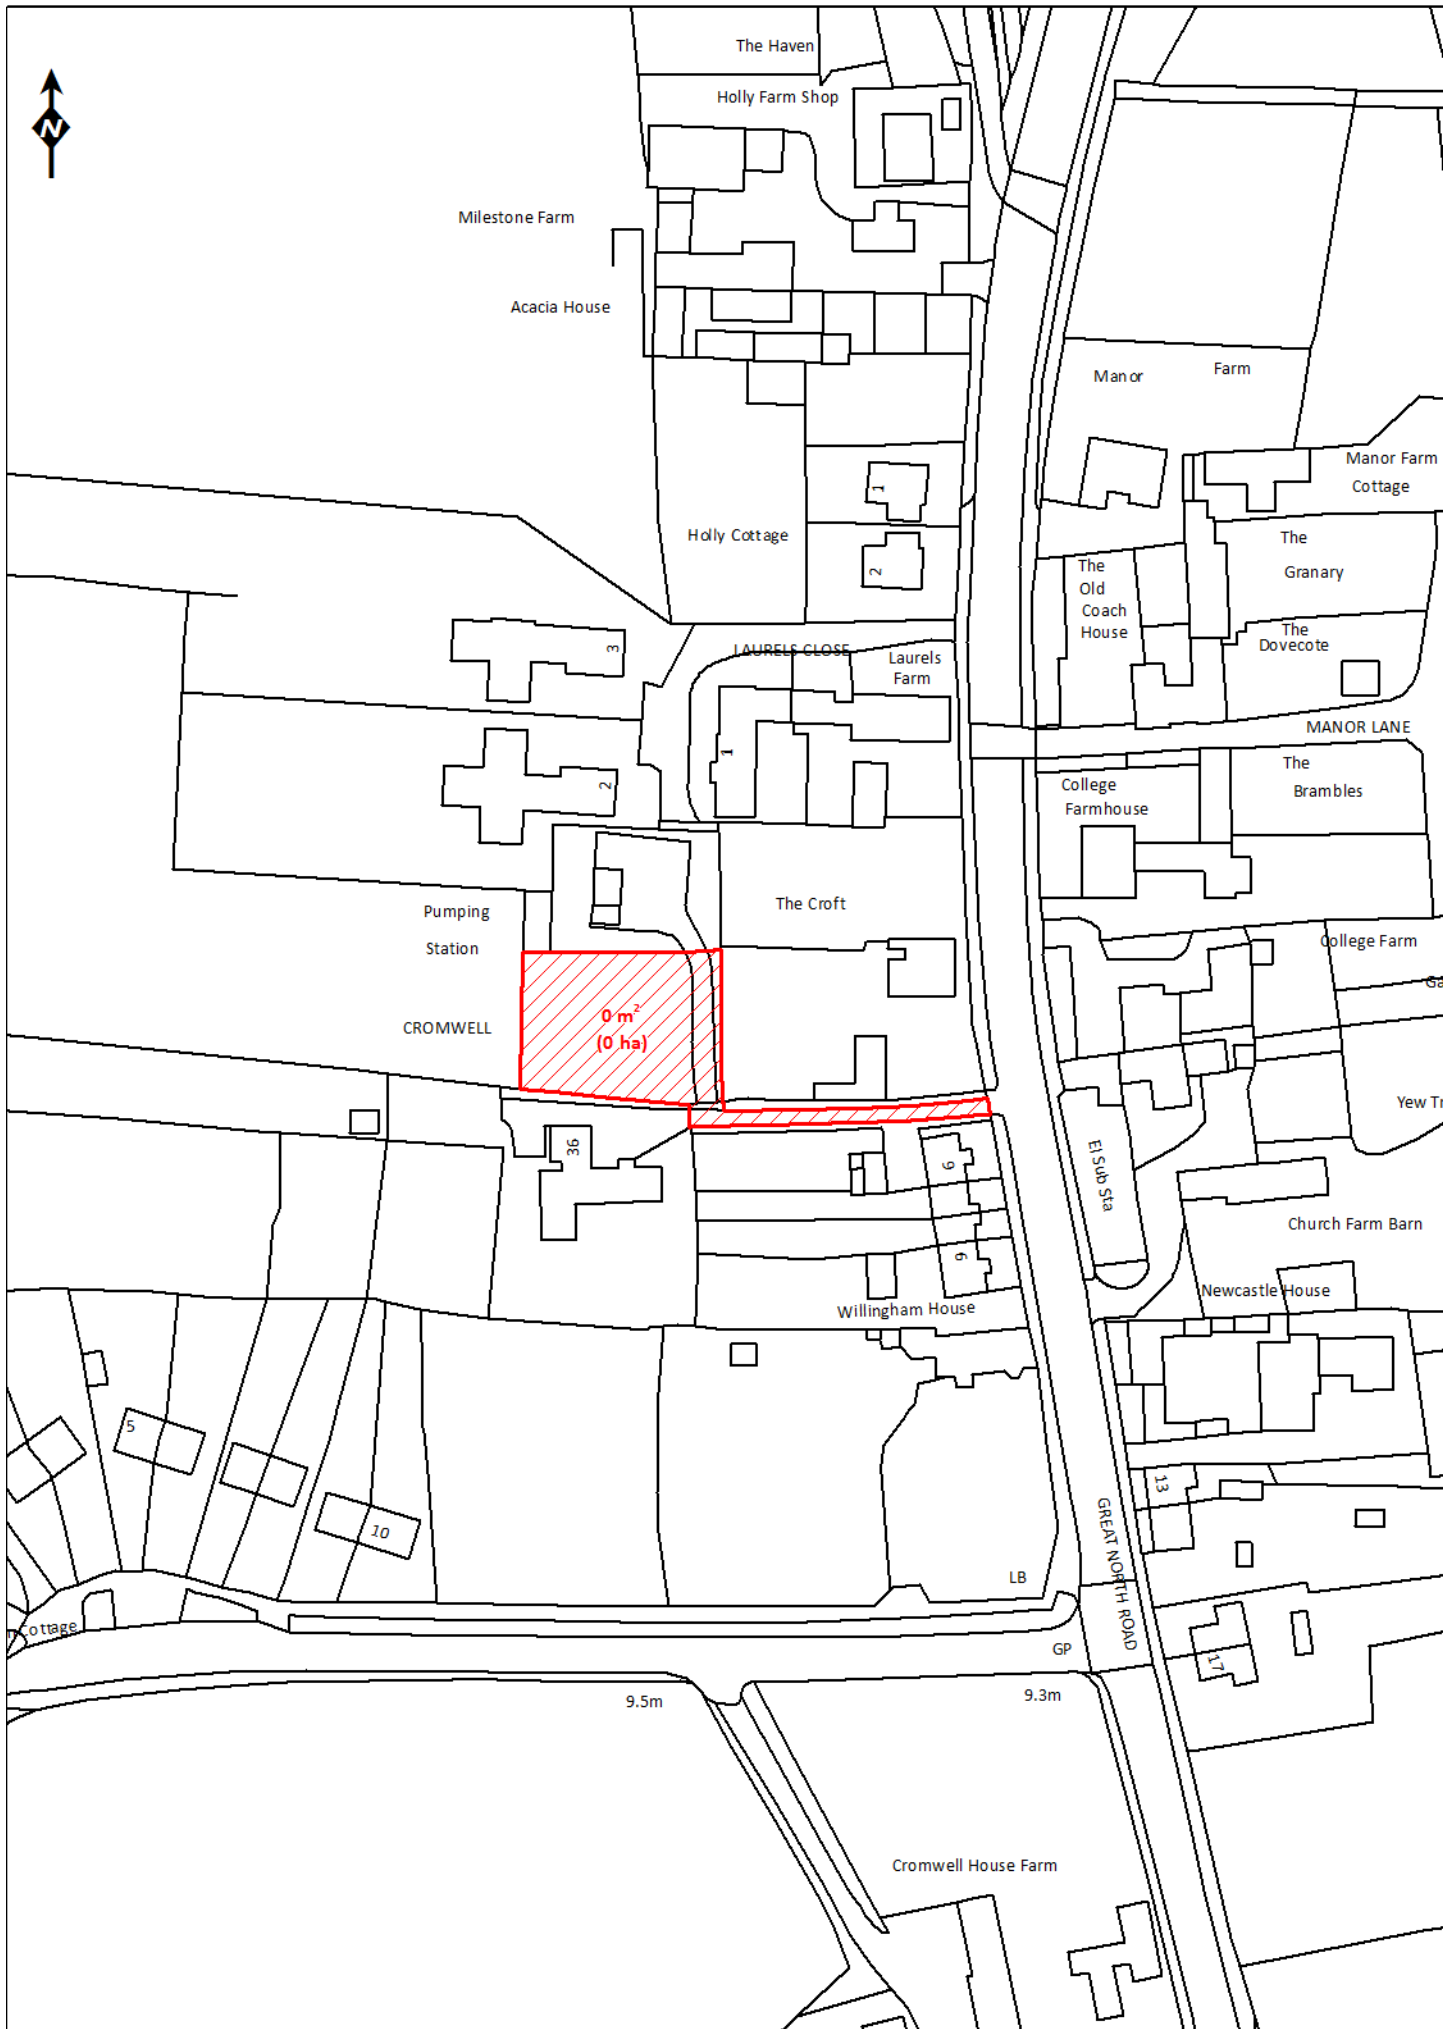 The Haven
Holly Farm Shop
N
Milestone Farm
Acacia House
Manor Farm
Manor Farm
Cottage
1
Holly Cottage
2
The
Granary
The
Old
Coach
House
The
Dovecote
3
LAURELS CLOSE
Laurels
Farm
MANOR LANE
1
2
College
Farmhouse
The
Brambles
Pumping
Station
The Croft
College Farm
Ga
0 m²
(0 ha)
CROMWELL
Yew Tr
36
9
El Sub Sta
6
Church Farm Barn
Willingham House
Newcastle House
5
13
10
GREAT NORTH ROAD
LB
n Cottage
GP
17
9.5m
9.3m
Cromwell House Farm